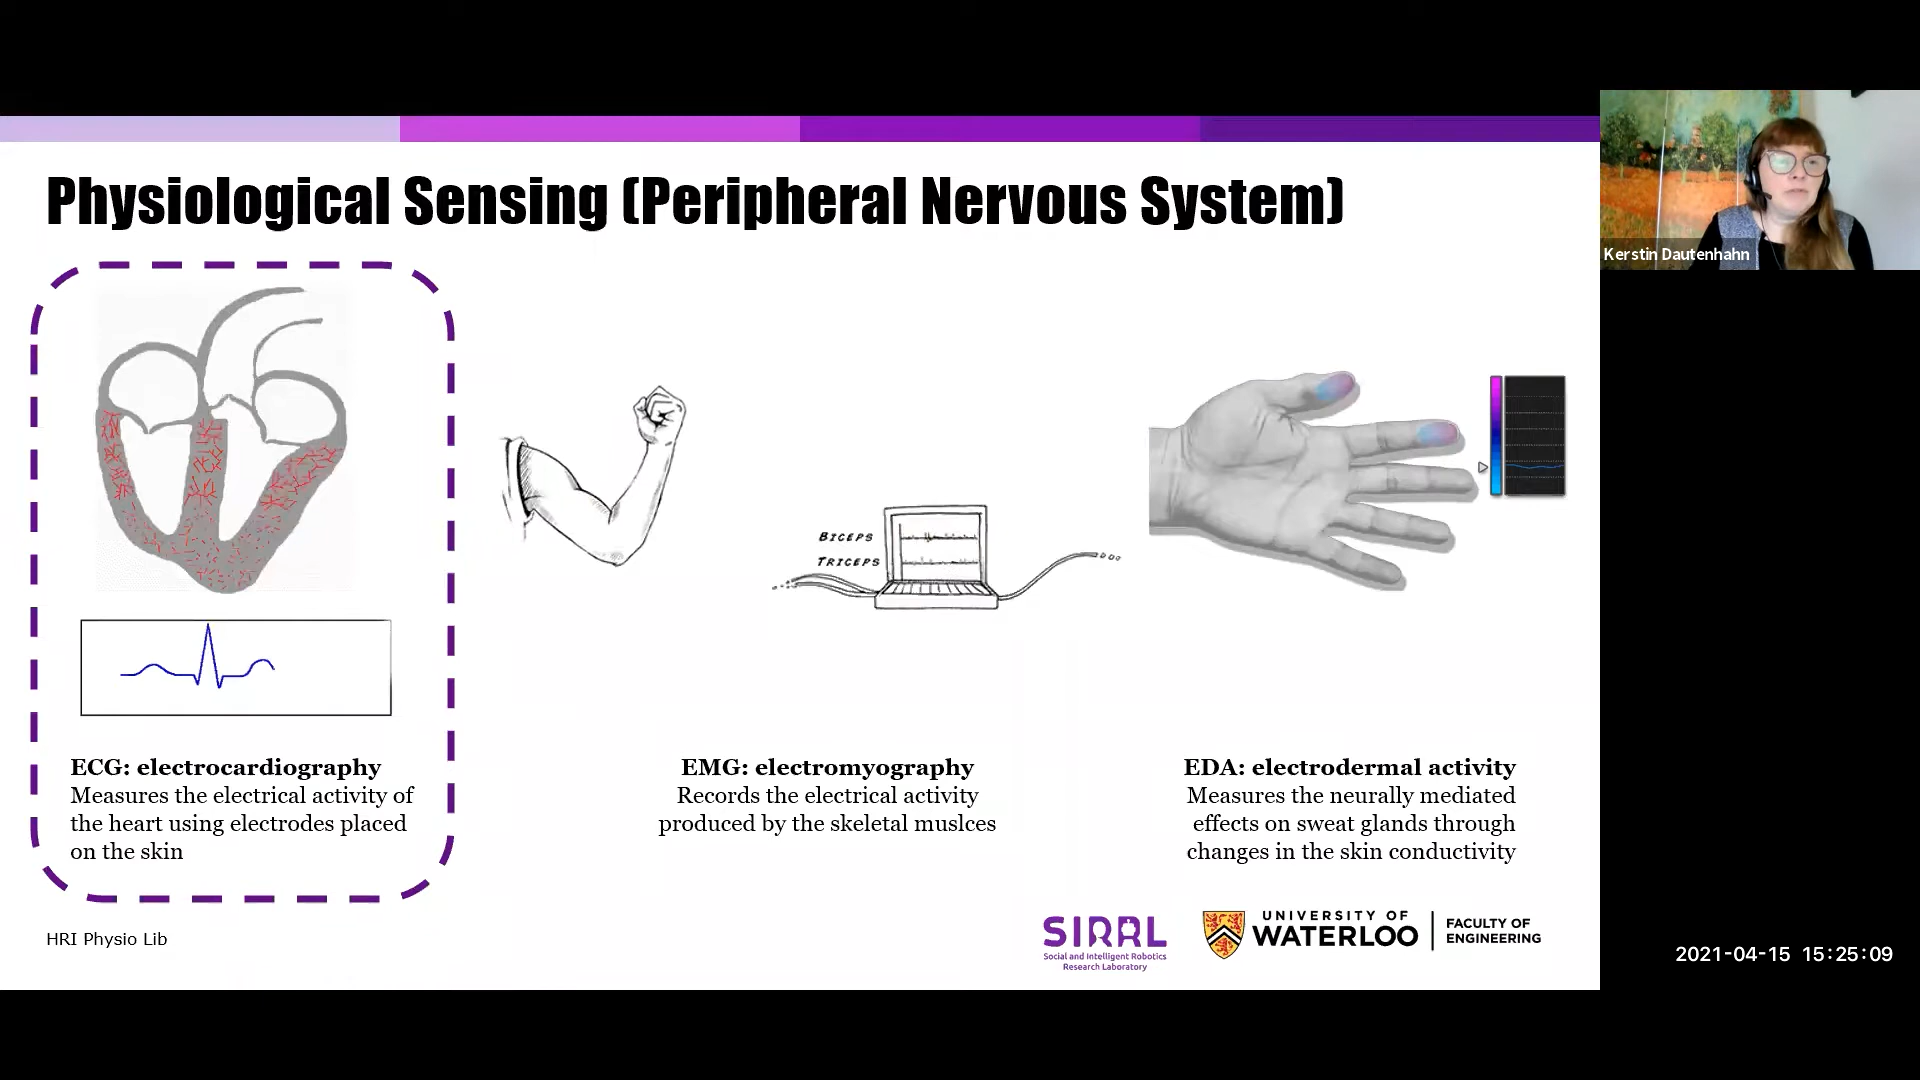 Physiological Sensing (Peripheral Nervous System)
Kerstin Dautenhahn
BICEPS
TRICEPS
ECG: electrocardiography
Measures the electrical activity of
the heart using electrodes placed
on the skin
EMG: electromyography
Records the electrical activity
produced by the skeletal muslces
EDA: electrodermal activity
Measures the neurally mediated
effects on sweat glands through
changes in the skin conductivity
HRI Physio Lib
SIRRL
Social and Intelligent Robotics
Research Laboratory
UNIVERSITY OF
WATERLOO
FACULTY OF
ENGINEERING
2021-04-15 15:25:09